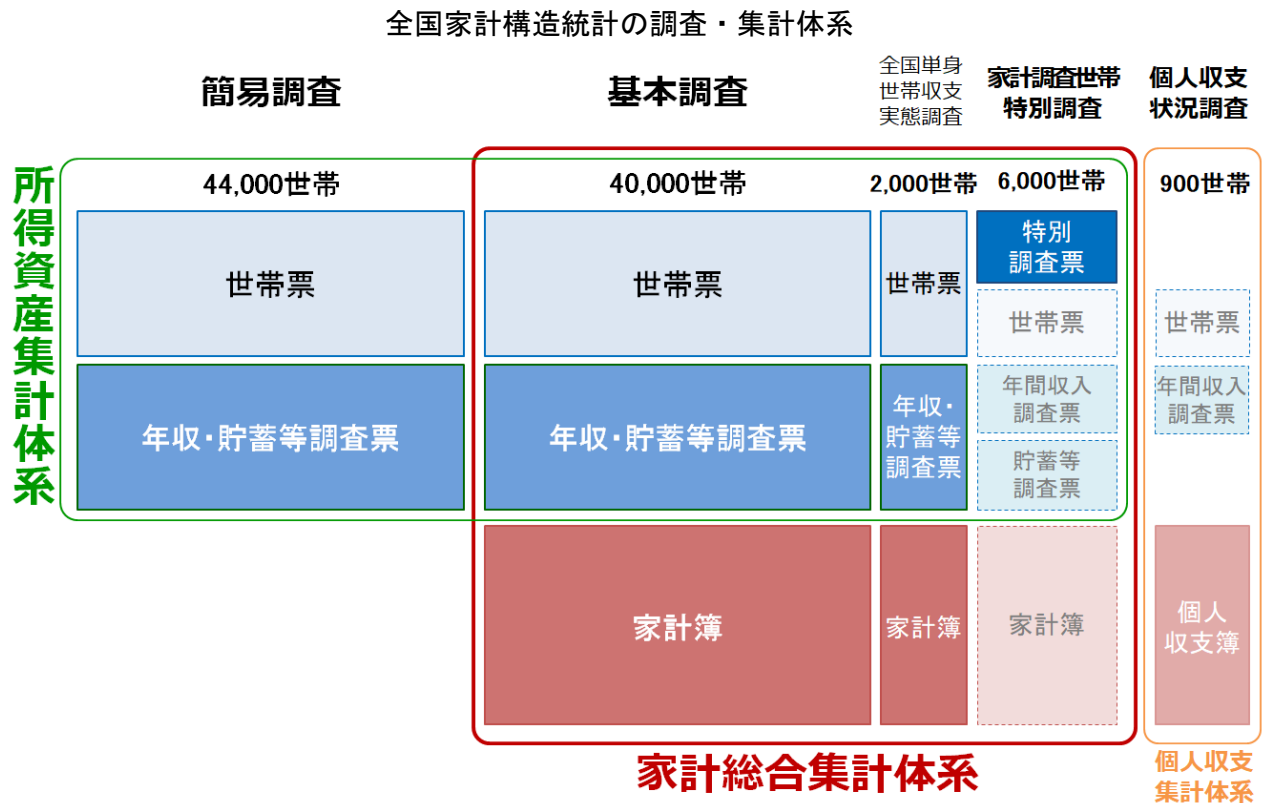 全国家計構造統計の調査・集計体系
簡易調査
基本調査
全国単身
世帯収支
実態調査
家計調査世帯
特別調査
個人収支
状況調査
所得資産集計体系
44,000世帯
40,000世帯
2,000世帯
6,000世帯
900世帯
世帯票
世帯票
世帯票
特別
調査票
世帯票
世帯票
年収・貯蓄等調査票
年収・貯蓄等調査票
年収・
貯蓄等
調査票
年間収入
調査票
貯蓄等
調査票
年間収入
調査票
家計簿
家計簿
家計簿
個人
収支簿
家計総合集計体系
個人収支
集計体系